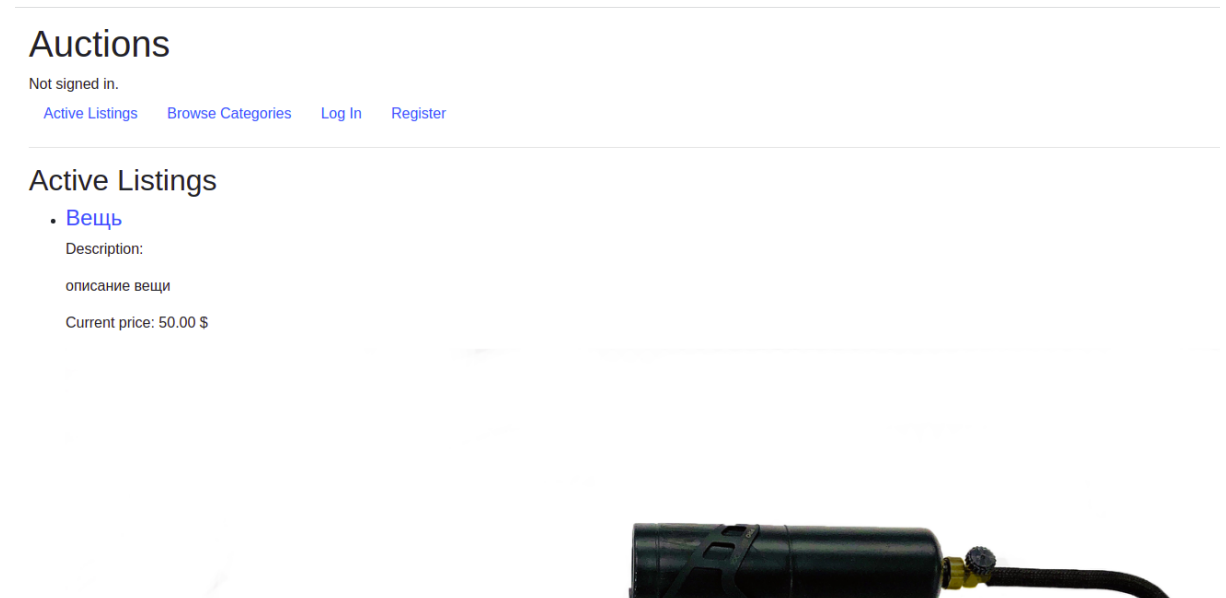 Auctions
Not signed in.
Active Listings Browse Categories Log In Register
Active Listings
Вещь
Description:
описание вещи
Current price: 50.00 $